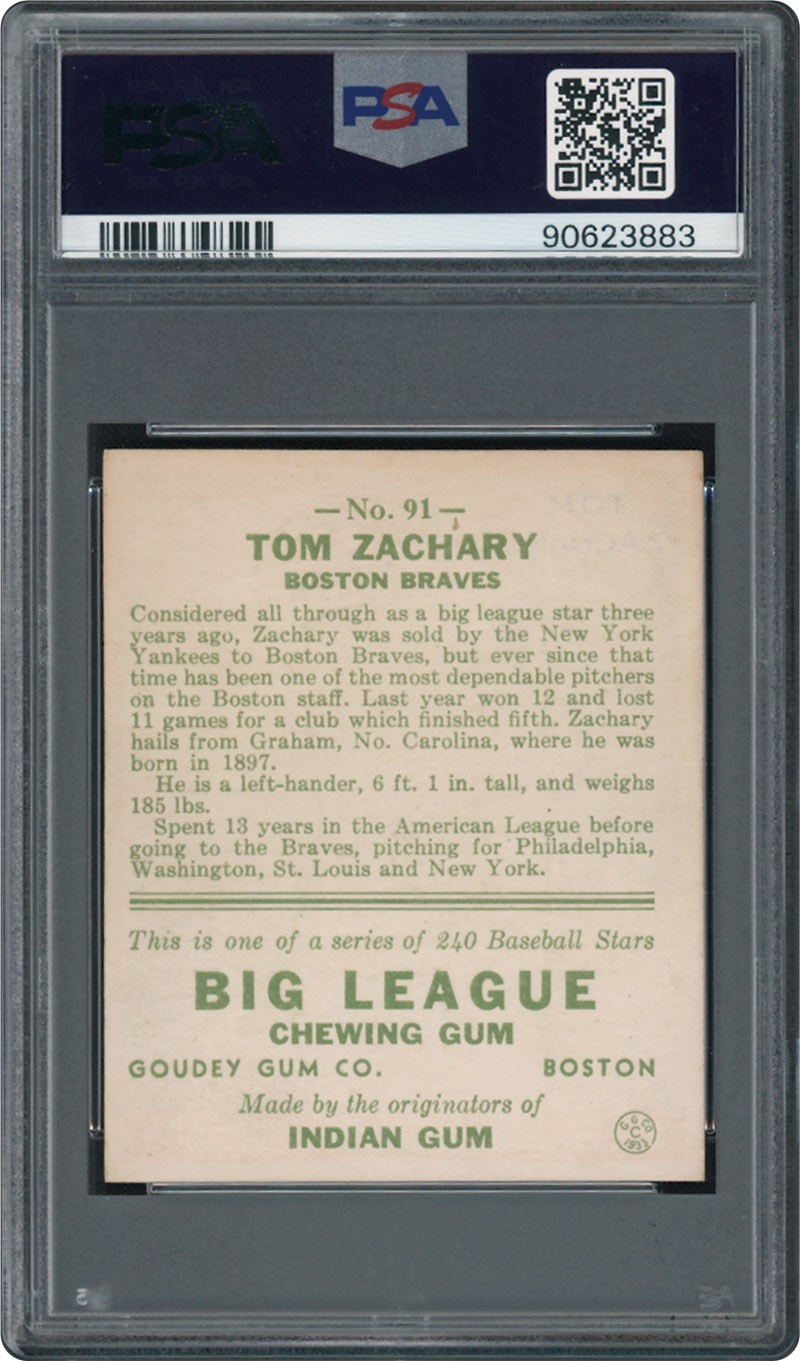 PSA
PSA
90623883
—No. 91—
TOM ZACHARY
BOSTON BRAVES
Considered all through as a big league star three
years ago, Zachary was sold by the New York
Yankees to Boston Braves, but ever since that
time has been one of the most dependable pitchers
on the Boston staff. Last year won 12 and lost
11 games for a club which finished fifth. Zachary
hails from Graham, No. Carolina, where he was
born in 1897.
He is a left-hander, 6 ft. 1 in. tall, and weighs
185 lbs.
Spent 13 years in the American League before
going to the Braves, pitching for Philadelphia,
Washington, St. Louis and New York.
This is one of a series of 240 Baseball Stars
BIG LEAGUE
CHEWING GUM
GOUDEY GUM CO. BOSTON
Made by the originators of
INDIAN GUM
G G CO
C
1933